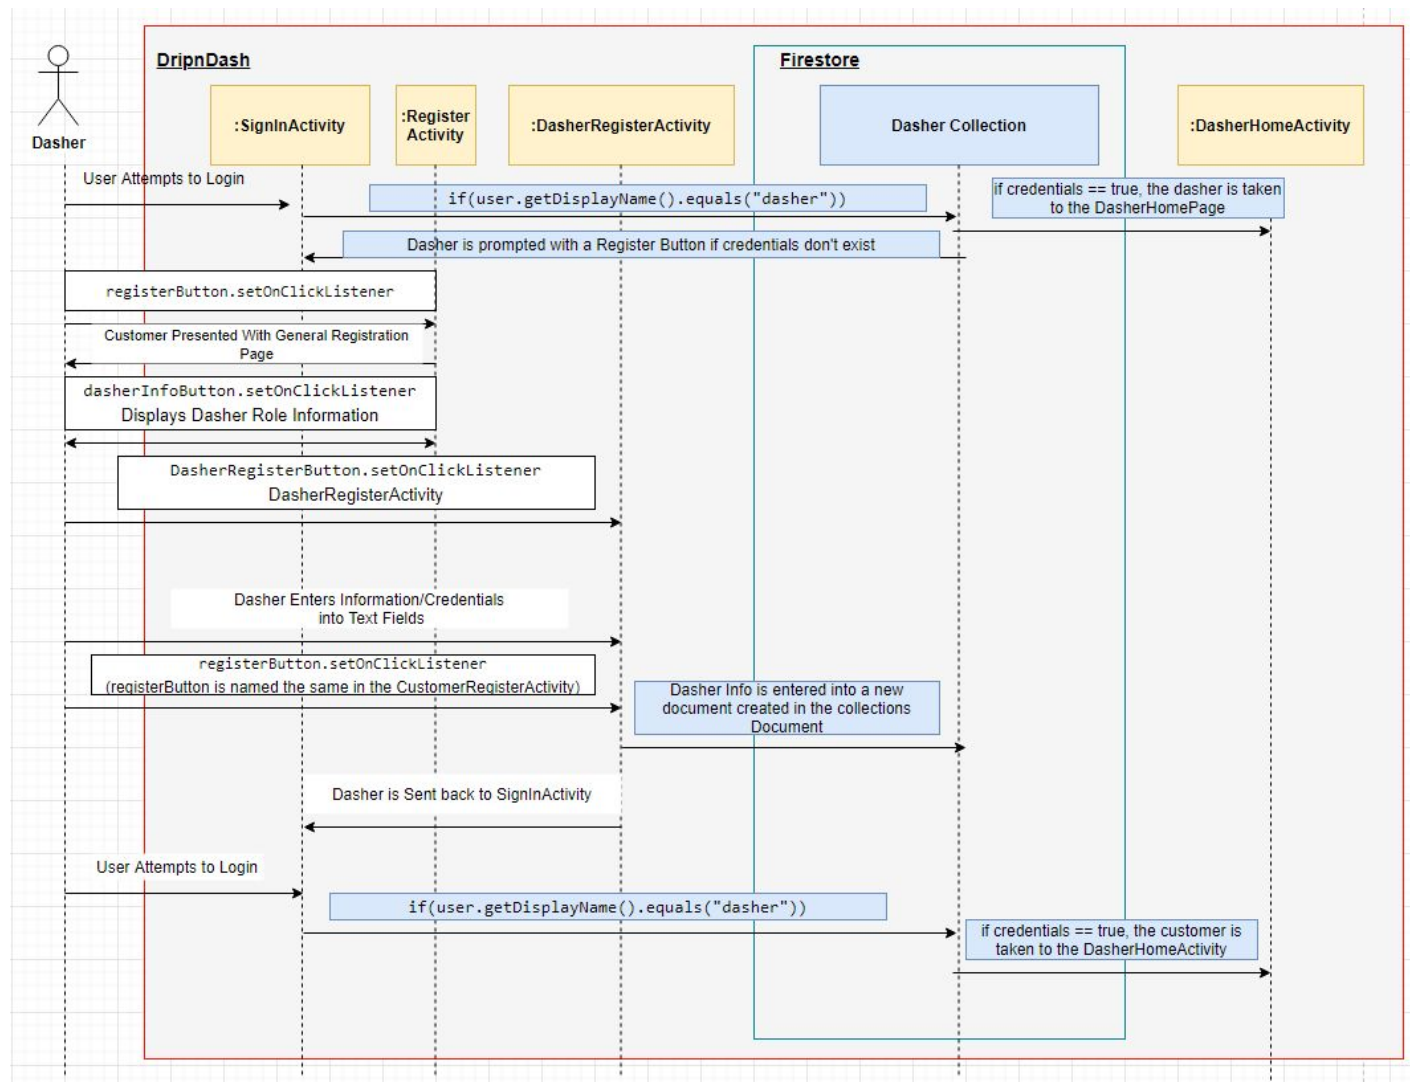 DripnDash
Firestore
Dasher
:SignInActivity
:Register
Activity
:DasherRegisterActivity
Dasher Collection
:DasherHomeActivity
User Attempts to Login
if(user.getDisplayName().equals("dasher"))
if credentials == true, the dasher is taken
to the DasherHomePage
Dasher is prompted with a Register Button if credentials don't exist
registerButton.setOnClickListener
Customer Presented With General Registration
Page
dasherInfoButton.setOnClickListener
Displays Dasher Role Information
DasherRegisterButton.setOnClickListener
DasherRegisterActivity
Dasher Enters Information/Credentials
into Text Fields
registerButton.setOnClickListener
(registerButton is named the same in the CustomerRegisterActivity)
Dasher Info is entered into a new
document created in the collections
Document
Dasher is Sent back to SignInActivity
User Attempts to Login
if(user.getDisplayName().equals("dasher"))
if credentials == true, the customer is
taken to the DasherHomeActivity